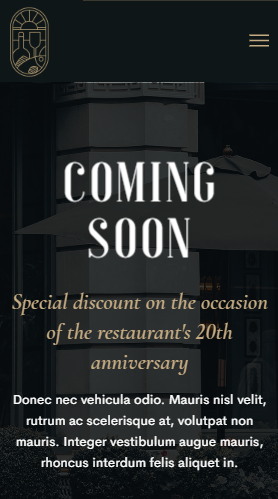 COMING
SOON
Special discount on the occasion
of the restaurant's 20th
anniversary
Donec nec vehicula odio. Mauris nisl velit,
rutrum ac scelerisque at, volutpat non
mauris. Integer vestibulum augue mauris,
rhoncus interdum felis aliquet in.